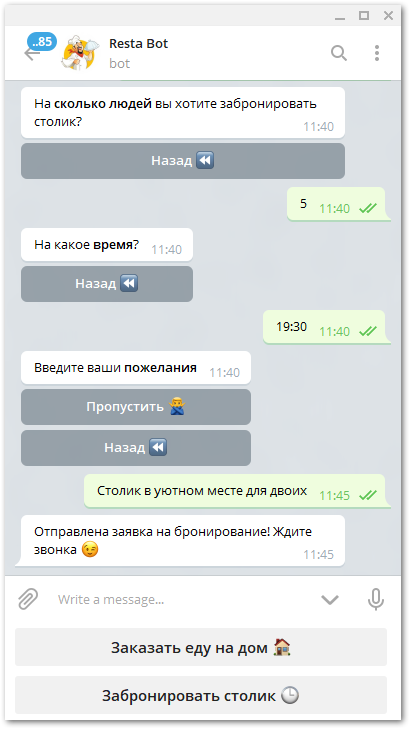 ..85
Resta Bot
bot
На сколько людей вы хотите забронировать
столик?
11:40
Назад ⏪
5 11:40
На какое время? 11:40
Назад ⏪
19:30 11:40
Введите ваши пожелания 11:40
Пропустить 🙅‍♂️
Назад ⏪
Столик в уютном месте для двоих 11:45
Отправлена заявка на бронирование! Ждите
звонка 😉 11:45
Write a message...
Заказать еду на дом 🏠
Забронировать столик 🕒